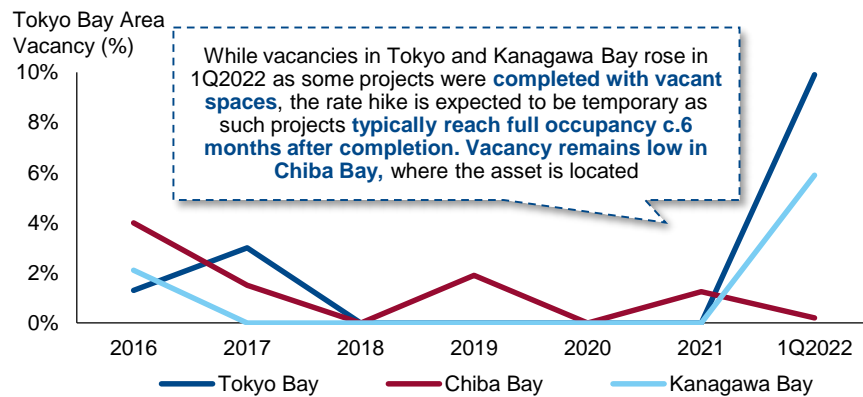 Tokyo Bay Area
Vacancy (%)
While vacancies in Tokyo and Kanagawa Bay rose in
1Q2022 as some projects were completed with vacant
spaces, the rate hike is expected to be temporary as
such projects typically reach full occupancy c.6
months after completion. Vacancy remains low in
Chiba Bay, where the asset is located
10%
8%
6%
4%
2%
0%
2016 2017 2018 2019 2020 2021 1Q2022
Tokyo Bay Chiba Bay Kanagawa Bay